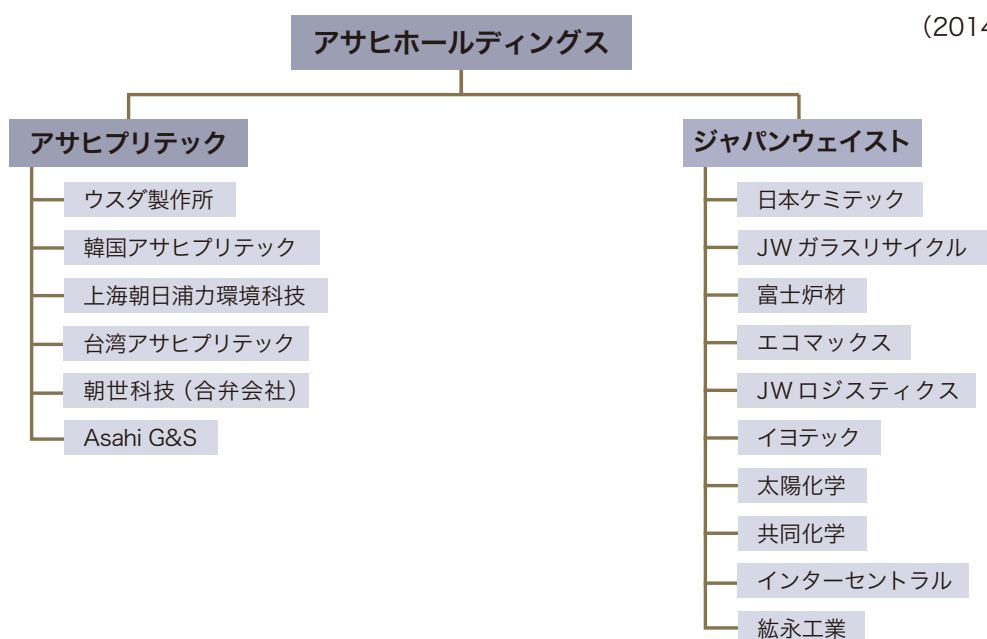 アサヒホールディングス
(2014
アサヒプリテック
ウスダ製作所
韓国アサヒプリテック
上海朝日浦力環境科技
台湾アサヒプリテック
朝世科技(合弁会社)
Asahi G&S
ジャパンウェイスト
日本ケミテック
JWガラスリサイクル
富士炉材
エコマックス
JWロジスティクス
イヨテック
太陽化学
共同化学
インターセントラル
紘永工業